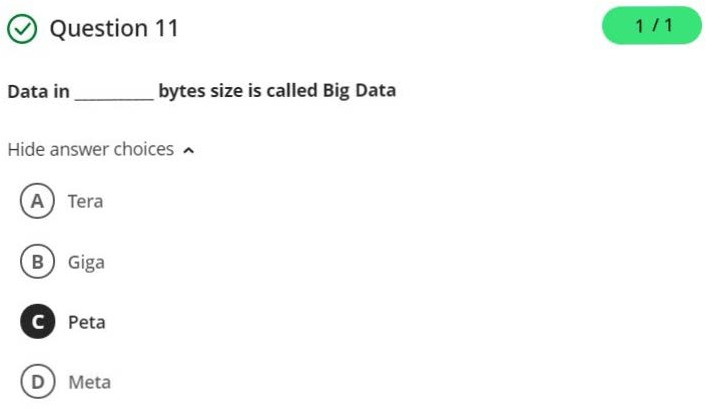 Question 11
1 / 1
Data in __________ bytes size is called Big Data
Hide answer choices
A Tera
B Giga
C Peta
D Meta